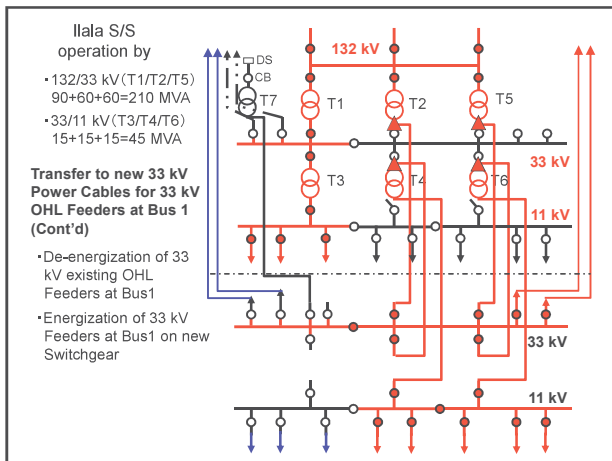 Ilala S/S
operation by
・132/33 kV(T1/T2/T5)
90+60+60=210 MVA
・33/11 kV(T3/T4/T6)
15+15+15=45 MVA
Transfer to new 33 kV
Power Cables for 33 kV
OHL Feeders at Bus 1
(Cont'd)
・De-energization of 33
kV existing OHL
Feeders at Bus1
・Energization of 33 kV
Feeders at Bus1 on new
Switchgear
132 kV
DS
CB
T7
T1
T2
T5
33 kV
T3
T4
T6
11 kV
33 kV
11 kV